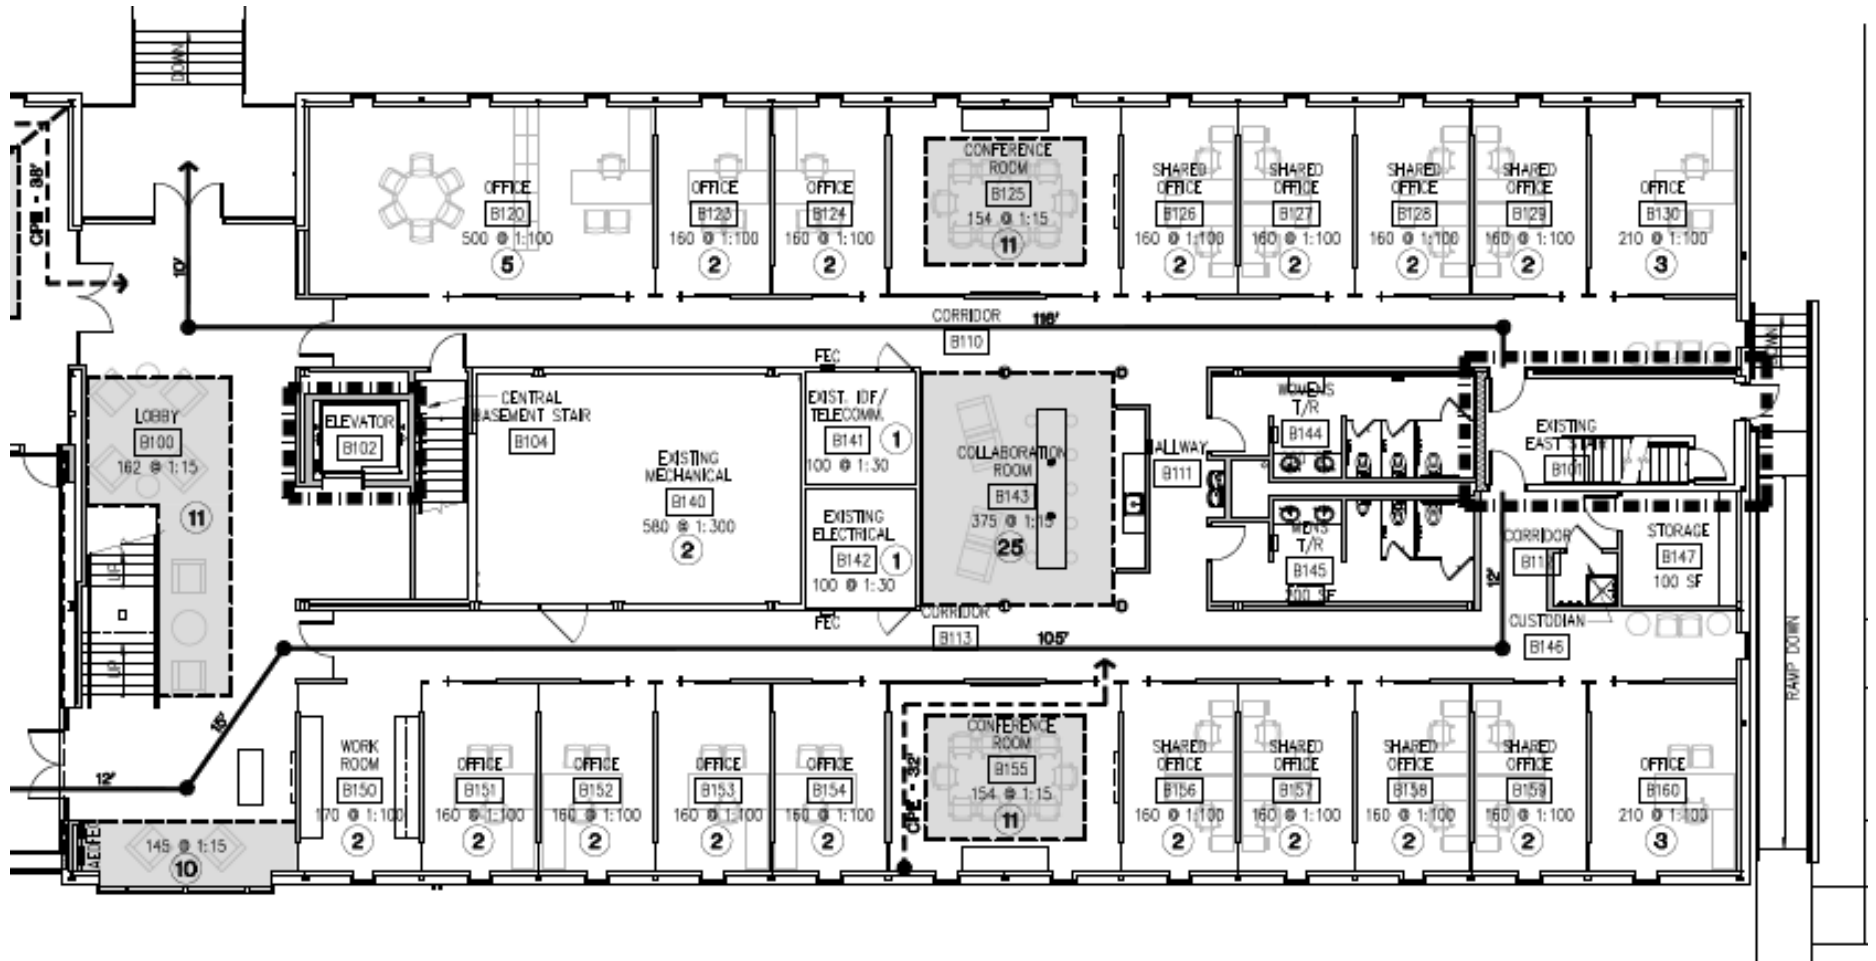 DOWN
CPE - 38'
10'
OFFICE
B120
500 @ 1:100
5
OFFICE
B123
160 @ 1:100
2
OFFICE
B124
150 @ 1:100
2
CONFERENCE
ROOM
B125
154 @ 1:15
11
SHARED
OFFICE
B126
160 @ 1:100
2
SHARED
OFFICE
B127
160 @ 1:100
2
SHARED
OFFICE
B128
160 @ 1:100
2
SHARED
OFFICE
B129
160 @ 1:100
2
OFFICE
B130
210 @ 1:100
3
CORRIDOR
B110
116'
FEC
DOWN
LOBBY
B100
162 @ 1:15
11
UP
UP
ELEVATOR
B102
CENTRAL
BASEMENT STAIR
B104
EXISTING
MECHANICAL
B140
580 @ 1:300
2
EXIST. IDF/
TELECOMM.
B141
1
100 @ 1:30
EXISTING
ELECTRICAL
B142
1
100 @ 1:30
FEC
COLLABORATION
ROOM
B143
375 @ 1:15
25
HALLWAY
B111
WOMENS
T/R
B144
MENS
T/R
B145
200 SF
EXISTING
EAST STAIR
B101
CORRIDOR
12'
STORAGE
B147
100 SF
CUSTODIAN
B146
CORRIDOR
B113
105'
RAMP DOWN
15'
12'
AED/FEC
145 @ 1:15
10
WORK
ROOM
B150
170 @ 1:100
2
OFFICE
B151
160 @ 1:100
2
OFFICE
B152
160 @ 1:100
2
OFFICE
B153
160 @ 1:100
2
OFFICE
B154
150 @ 1:100
2
CPE - 32'
CONFERENCE
ROOM
B155
154 @ 1:15
11
SHARED
OFFICE
B156
160 @ 1:100
2
SHARED
OFFICE
B157
160 @ 1:100
2
SHARED
OFFICE
B158
160 @ 1:100
2
SHARED
OFFICE
B159
160 @ 1:100
2
OFFICE
B160
210 @ 1:100
3